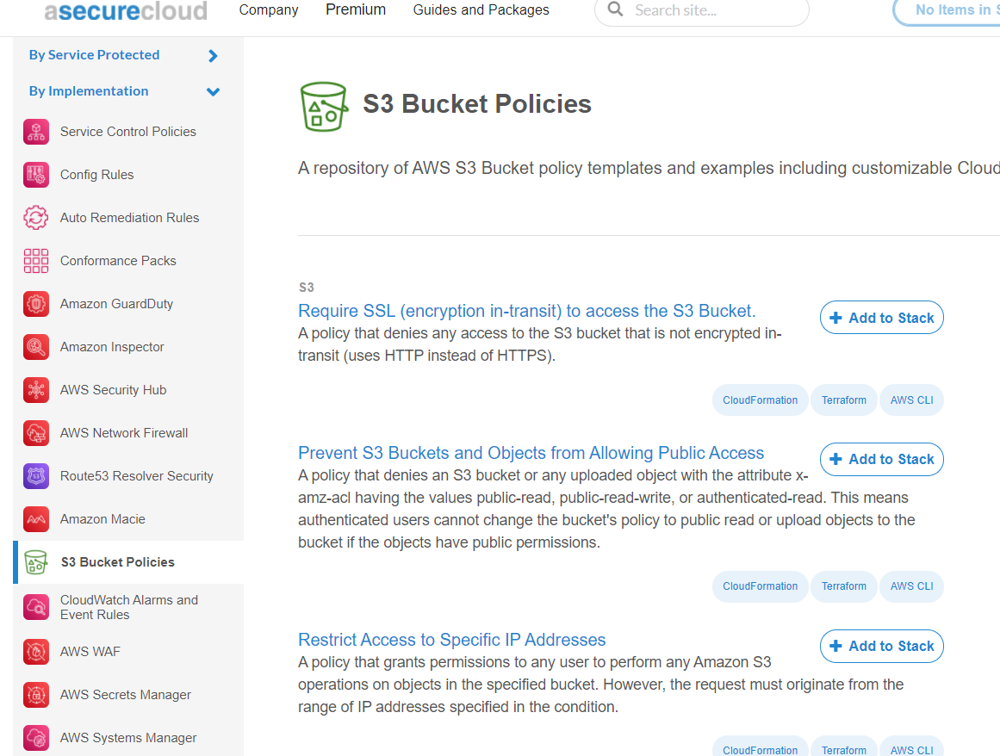 asecurecloud
Company
Premium
Guides and Packages
Search site...
No Items in S
By Service Protected
By Implementation
Service Control Policies
Config Rules
Auto Remediation Rules
Conformance Packs
Amazon GuardDuty
Amazon Inspector
AWS Security Hub
AWS Network Firewall
Route53 Resolver Security
Amazon Macie
S3 Bucket Policies
CloudWatch Alarms and
Event Rules
AWS WAF
AWS Secrets Manager
AWS Systems Manager
S3 Bucket Policies
A repository of AWS S3 Bucket policy templates and examples including customizable Cloud
S3
Require SSL (encryption in-transit) to access the S3 Bucket.
Add to Stack
A policy that denies any access to the S3 bucket that is not encrypted in-
transit (uses HTTP instead of HTTPS).
CloudFormation
Terraform
AWS CLI
Prevent S3 Buckets and Objects from Allowing Public Access
Add to Stack
A policy that denies an S3 bucket or any uploaded object with the attribute x-
amz-acl having the values public-read, public-read-write, or authenticated-read. This means
authenticated users cannot change the bucket's policy to public read or upload objects to the
bucket if the objects have public permissions.
CloudFormation
Terraform
AWS CLI
Restrict Access to Specific IP Addresses
Add to Stack
A policy that grants permissions to any user to perform any Amazon S3
operations on objects in the specified bucket. However, the request must originate from the
range of IP addresses specified in the condition.
CloudFormation
Terraform
AWS CLI